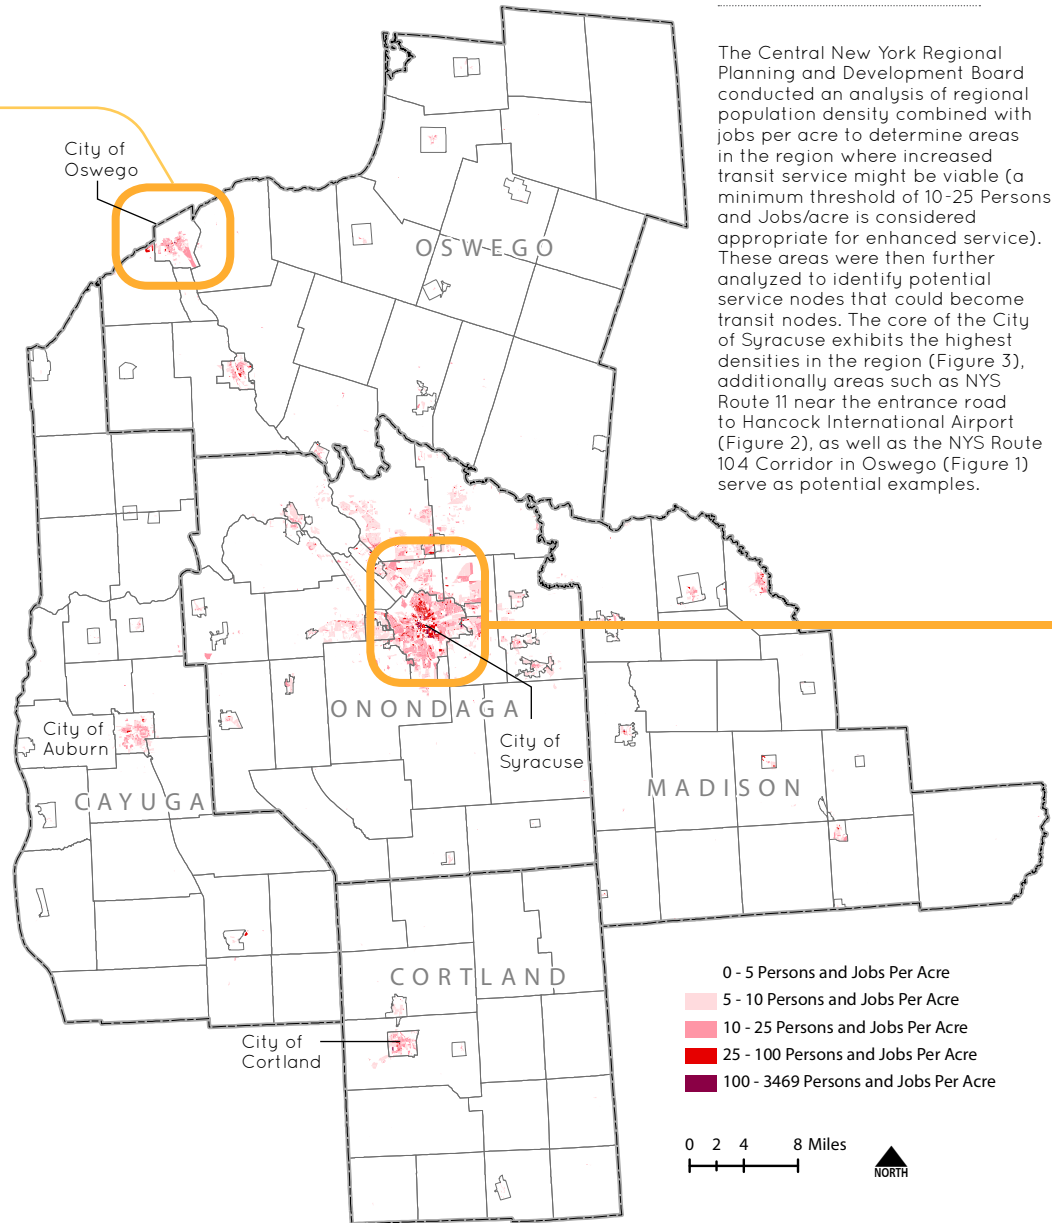 The Central New York Regional
Planning and Development Board
conducted an analysis of regional
population density combined with
jobs per acre to determine areas
in the region where increased
transit service might be viable (a
minimum threshold of 10-25 Persons
and Jobs/acre is considered
appropriate for enhanced service).
These areas were then further
analyzed to identify potential
service nodes that could become
transit nodes. The core of the City
of Syracuse exhibits the highest
densities in the region (Figure 3),
additionally areas such as NYS
Route 11 near the entrance road
to Hancock International Airport
(Figure 2), as well as the NYS Route
104 Corridor in Oswego (Figure 1)
serve as potential examples.
City of
Oswego
OSWEGO
ONONDAGA
City of
Syracuse
City of
Auburn
CAYUGA
MADISON
CORTLAND
City of
Cortland
0 - 5 Persons and Jobs Per Acre
5 - 10 Persons and Jobs Per Acre
10 - 25 Persons and Jobs Per Acre
25 - 100 Persons and Jobs Per Acre
100 - 3469 Persons and Jobs Per Acre
0 2 4 8 Miles
NORTH